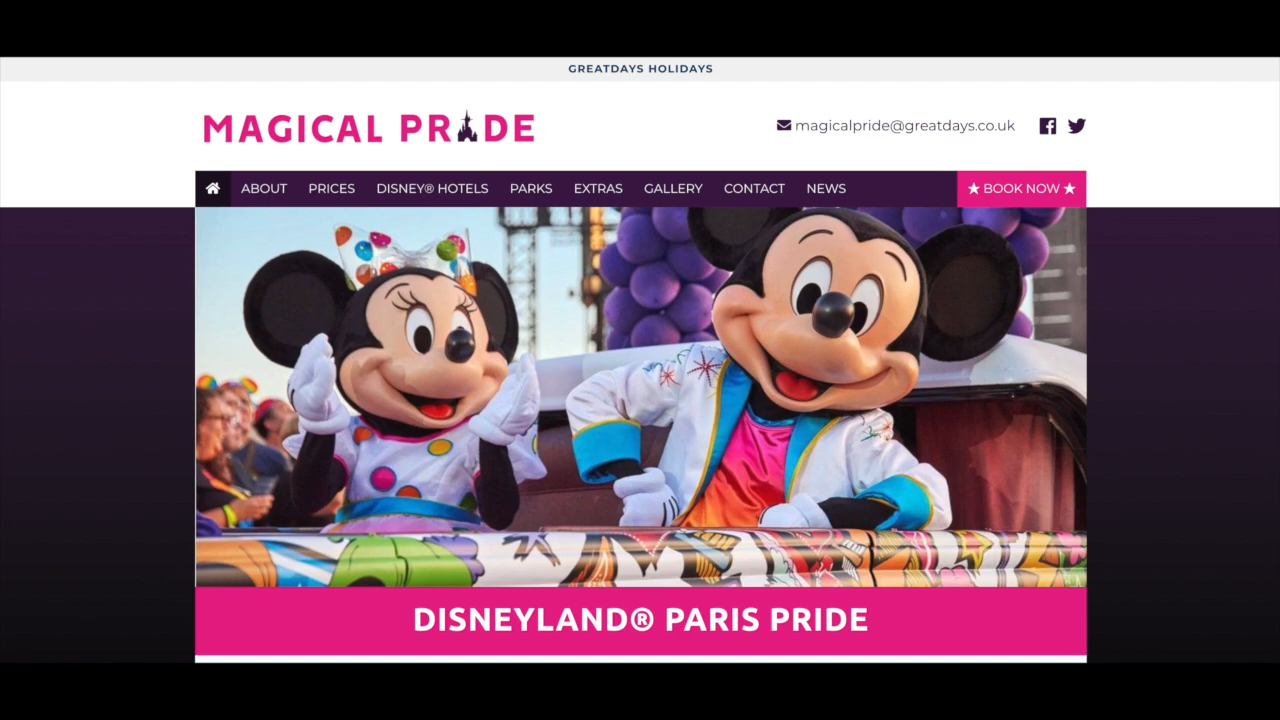 GREATDAYS HOLIDAYS
MAGICAL PRIDE
magicalpride@greatdays.co.uk
ABOUT PRICES DISNEY® HOTELS PARKS EXTRAS GALLERY CONTACT NEWS ★ BOOK NOW ★
DISNEYLAND® PARIS PRIDE